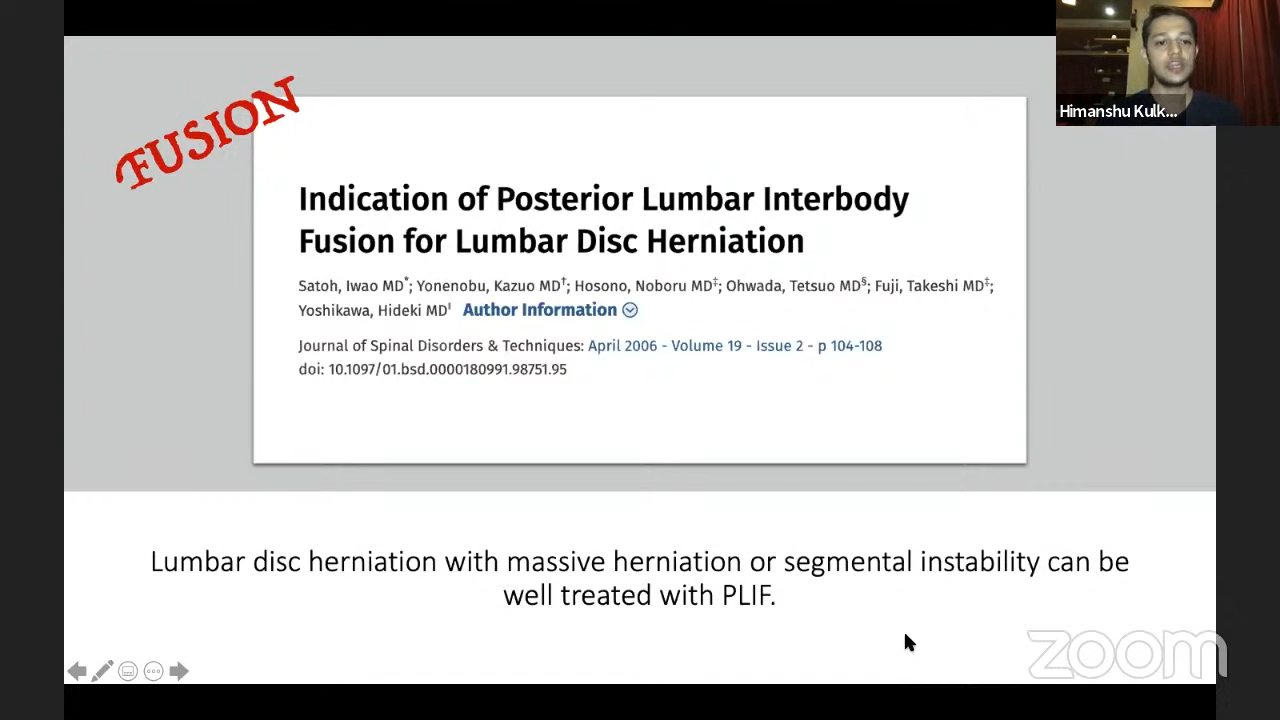 FUSION
Himanshu Kulk...
Indication of Posterior Lumbar Interbody
Fusion for Lumbar Disc Herniation
Satoh, Iwao MD*; Yonenobu, Kazuo MD†; Hosono, Noboru MD‡; Ohwada, Tetsuo MD§; Fuji, Takeshi MD‡;
Yoshikawa, Hideki MD∥ Author Information
Journal of Spinal Disorders & Techniques: April 2006 - Volume 19 - Issue 2 - p 104-108
doi: 10.1097/01.bsd.0000180991.98751.95
Lumbar disc herniation with massive herniation or segmental instability can be
well treated with PLIF.
zoom